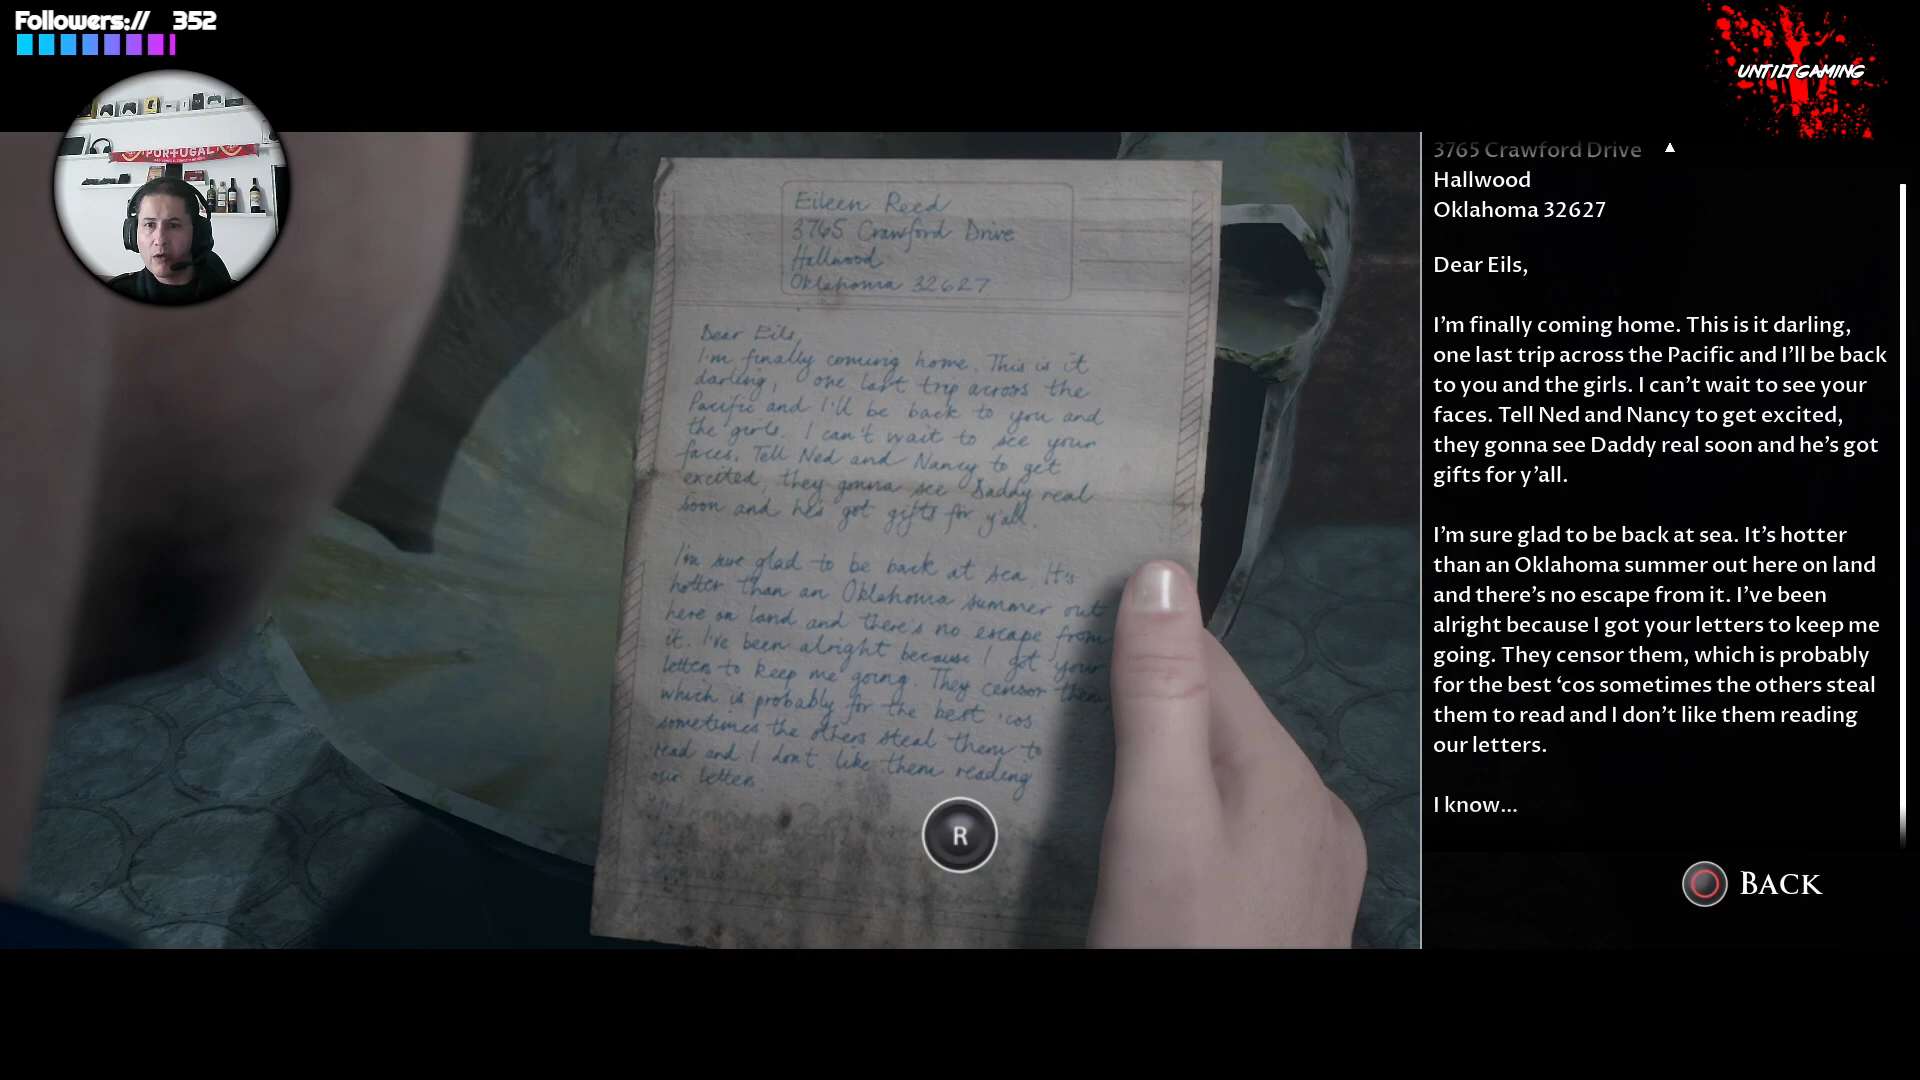 Followers:// 352
UNTILTGAMING
PORTUGAL
Eileen Reed
3765 Crawford Drive
Hallwood
Oklahoma 32627
Dear Eils,
I'm finally coming home. This is it
darling, one last trip across the
Pacific and I'll be back to you and
the girls. I can't wait to see your
faces. Tell Ned and Nancy to get
excited, they gonna see Daddy real
soon and he's got gifts for y'all.
I'm sure glad to be back at sea. It's
hotter than an Oklahoma summer out
here on land and there's no escape from
it. I've been alright because I got your
letters to keep me going. They censor them,
which is probably for the best 'cos
sometimes the others steal them to
read and I don't like them reading
our letters.
R
3765 Crawford Drive
Hallwood
Oklahoma 32627
Dear Eils,
I’m finally coming home. This is it darling,
one last trip across the Pacific and I’ll be back
to you and the girls. I can’t wait to see your
faces. Tell Ned and Nancy to get excited,
they gonna see Daddy real soon and he’s got
gifts for y’all.
I’m sure glad to be back at sea. It’s hotter
than an Oklahoma summer out here on land
and there’s no escape from it. I’ve been
alright because I got your letters to keep me
going. They censor them, which is probably
for the best ‘cos sometimes the others steal
them to read and I don’t like them reading
our letters.
I know...
BACK